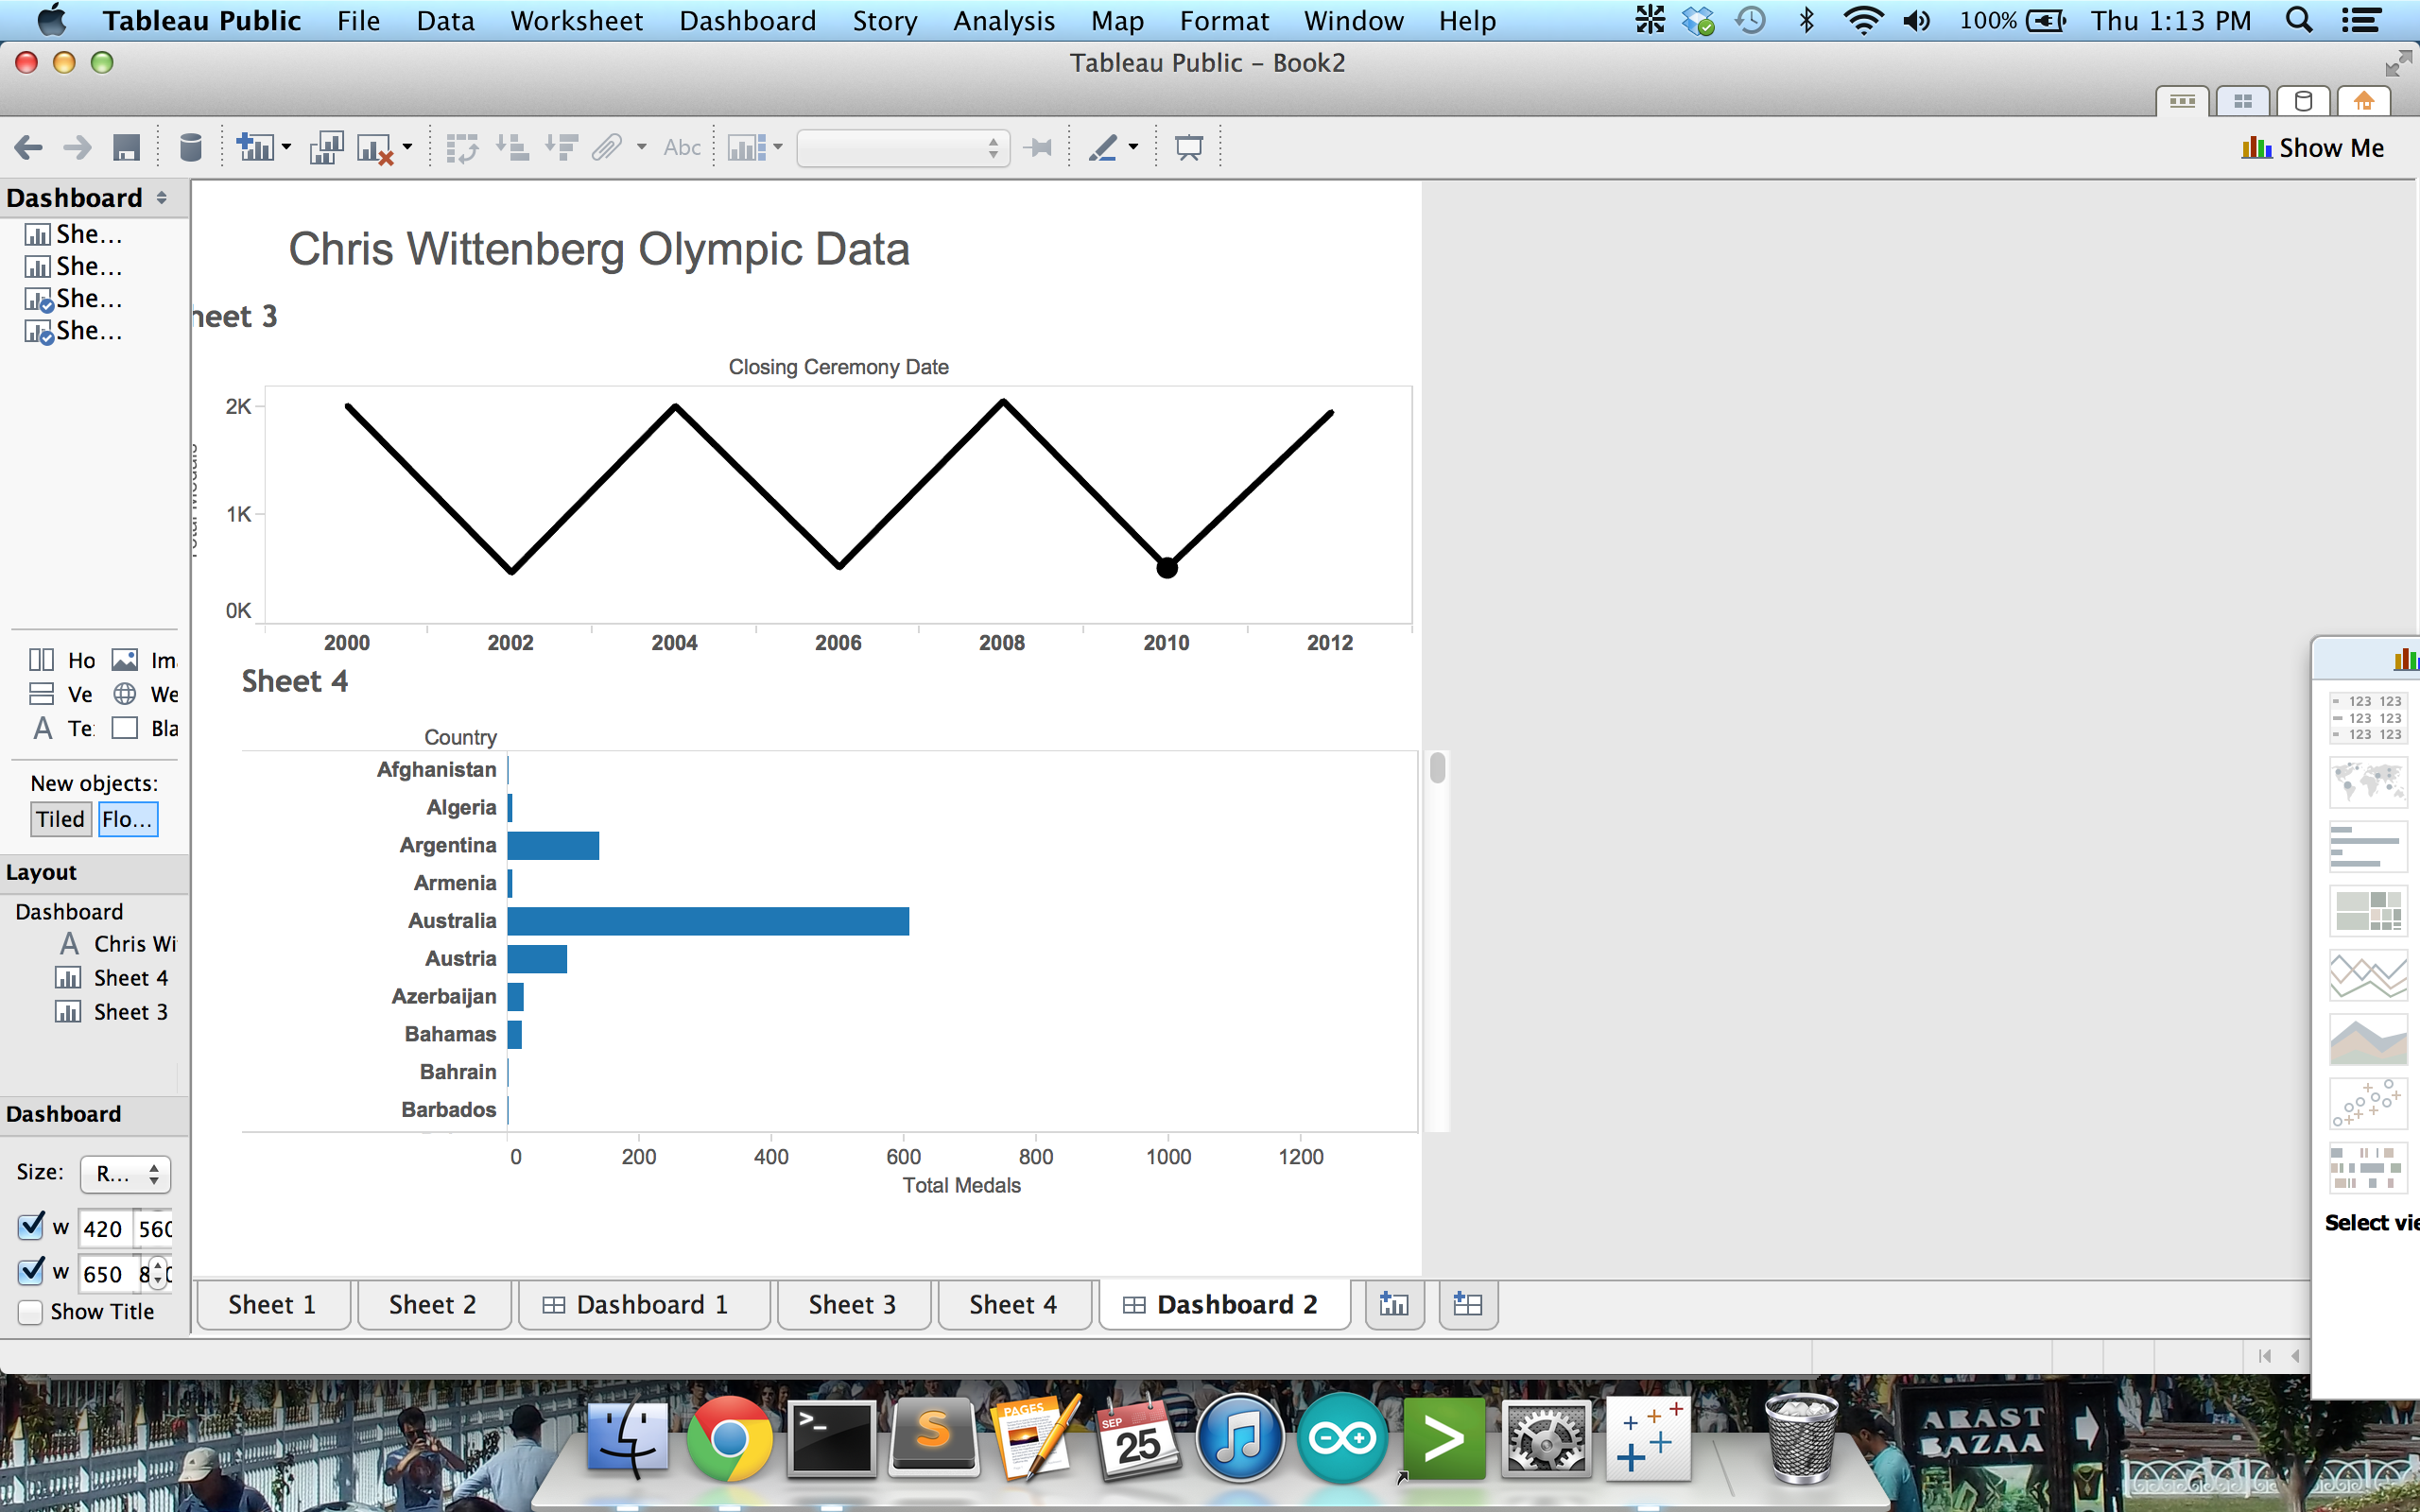 Tableau Public File Data Worksheet Dashboard Story Analysis Map Format Window Help 100% Thu 1:13 PM
Tableau Public – Book2
Abc Show Me
Dashboard
She...
She...
She...
She...
Ho Im
Ve We
Te Bla
New objects:
Tiled Flo...
Layout
Dashboard
Chris Wi
Sheet 4
Sheet 3
Dashboard
Size: R...
w 420 560
w 650
Show Title
Chris Wittenberg Olympic Data
heet 3
Closing Ceremony Date
2K
1K
0K
2000 2002 2004 2006 2008 2010 2012
Sheet 4
Country
Afghanistan
Algeria
Argentina
Armenia
Australia
Austria
Azerbaijan
Bahamas
Bahrain
Barbados
0 200 400 600 800 1000 1200
Total Medals
123 123
123 123
123 123
Select vie
Sheet 1 Sheet 2 Dashboard 1 Sheet 3 Sheet 4 Dashboard 2
PAGES
SEP
25
ARAST
BAZAA